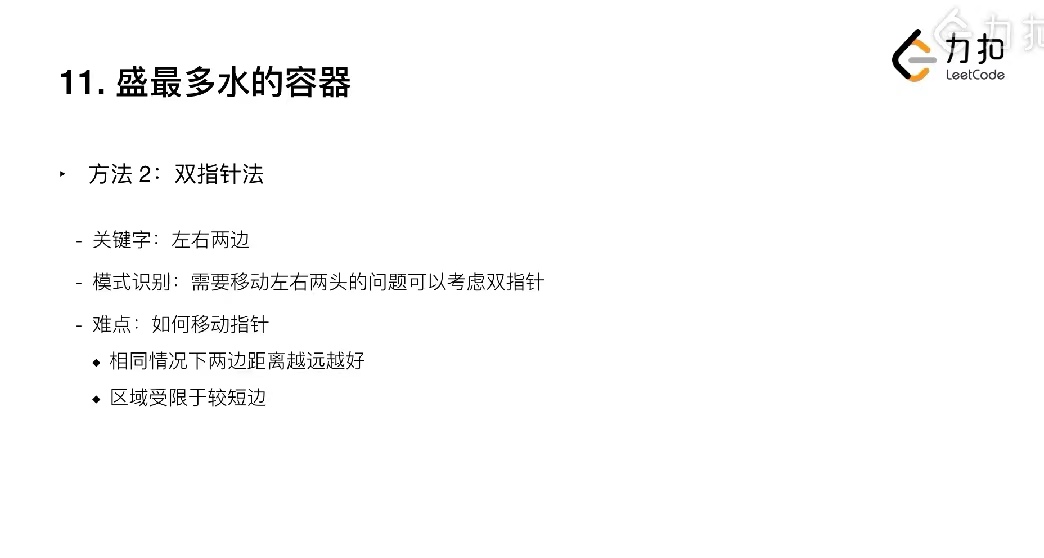 力扣
力扣
LeetCode
11. 盛最多水的容器
‣ 方法 2：双指针法
- 关键字：左右两边
- 模式识别：需要移动左右两头的问题可以考虑双指针
- 难点：如何移动指针
◆ 相同情况下两边距离越远越好
◆ 区域受限于较短边